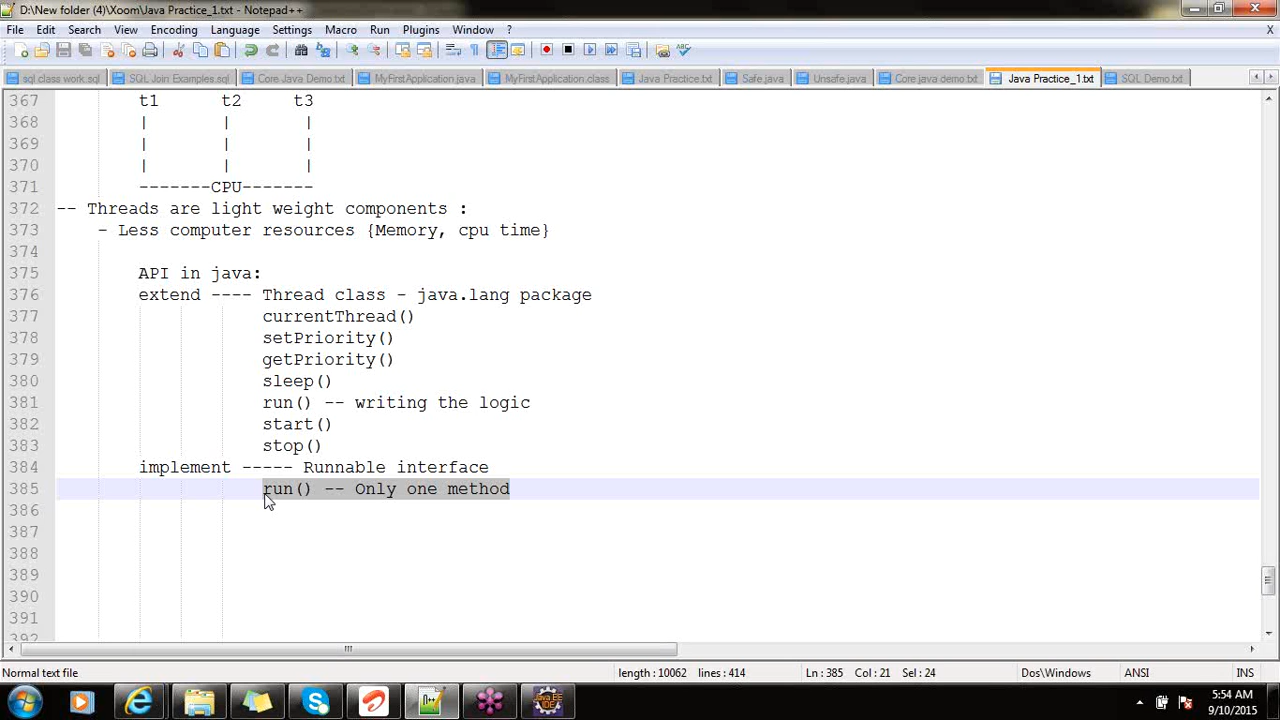 D:\New folder (4)\Xoom\Java Practice_1.txt - Notepad++
File Edit Search View Encoding Language Settings Macro Run Plugins Window ? X
sql class work.sql SQL Join Examples.sql Core Java Demo.txt MyFirstApplication.java MyFirstApplication.class Java Practice.txt Safe.java Unsafe.java Core java demo.txt Java Practice_1.txt SQL Demo.txt
367 t1 t2 t3
368 | | |
369 | | |
370 | | |
371 -------CPU-------
372 -- Threads are light weight components :
373 - Less computer resources {Memory, cpu time}
374
375 API in java:
376 extend ---- Thread class - java.lang package
377 currentThread()
378 setPriority()
379 getPriority()
380 sleep()
381 run() -- writing the logic
382 start()
383 stop()
384 implement ----- Runnable interface
385 run() -- Only one method
386
387
388
389
390
391
392
Normal text file length : 10062 lines : 414 Ln : 385 Col : 21 Sel : 24 Dos\Windows ANSI INS
5:54 AM
9/10/2015